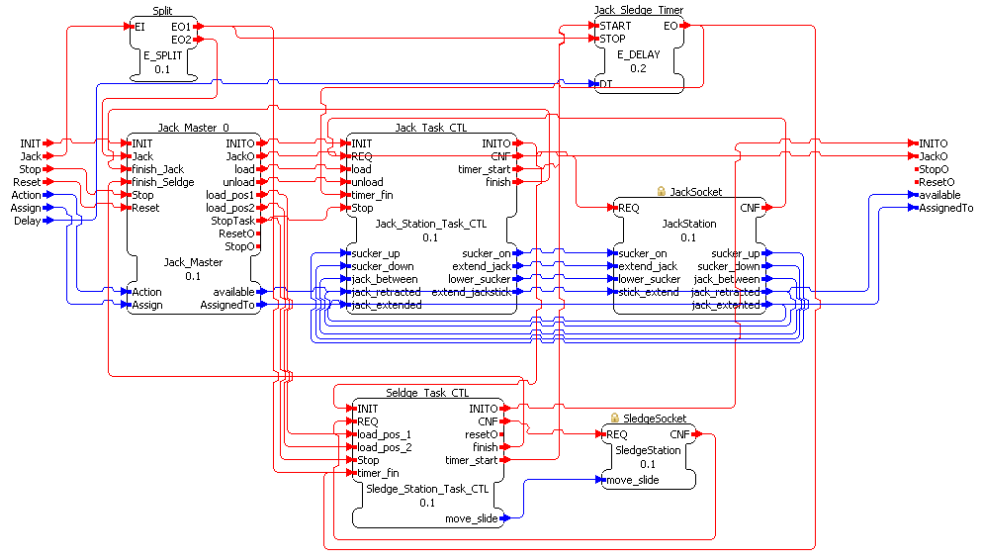 Split
EI EO1
EO2
E_SPLIT
0.1
Jack_Sledge_Timer
START EO
STOP
E_DELAY
0.2
DT
INIT
Jack
Stop
Reset
Action
Assign
Delay
Jack_Master_0
INIT INITO
Jack JackO
finish_Jack load
finish_Seldge unload
Stop load_pos1
Reset load_pos2
StopTask
ResetO
StopO
Jack_Master
0.1
Action available
Assign AssignedTo
Jack_Task_CTL
INIT INITO
REQ CNF
load timer_start
unload finish
timer_fin
Stop
Jack_Station_Task_CTL
0.1
sucker_up sucker_on
sucker_down extend_jack
jack_between lower_sucker
jack_retracted extend_jackstick
jack_extended
JackSocket
REQ CNF
JackStation
0.1
sucker_on sucker_up
extend_jack sucker_down
lower_sucker jack_between
stick_extend jack_retracted
jack_extanted
INITO
JackO
StopO
ResetO
available
AssignedTo
Seldge_Task_CTL
INIT INITO
REQ CNF
load_pos_1 resetO
load_pos_2 finish
Stop timer_start
timer_fin
Sledge_Station_Task_CTL
0.1
move_slide
SledgeSocket
REQ CNF
SledgeStation
0.1
move_slide